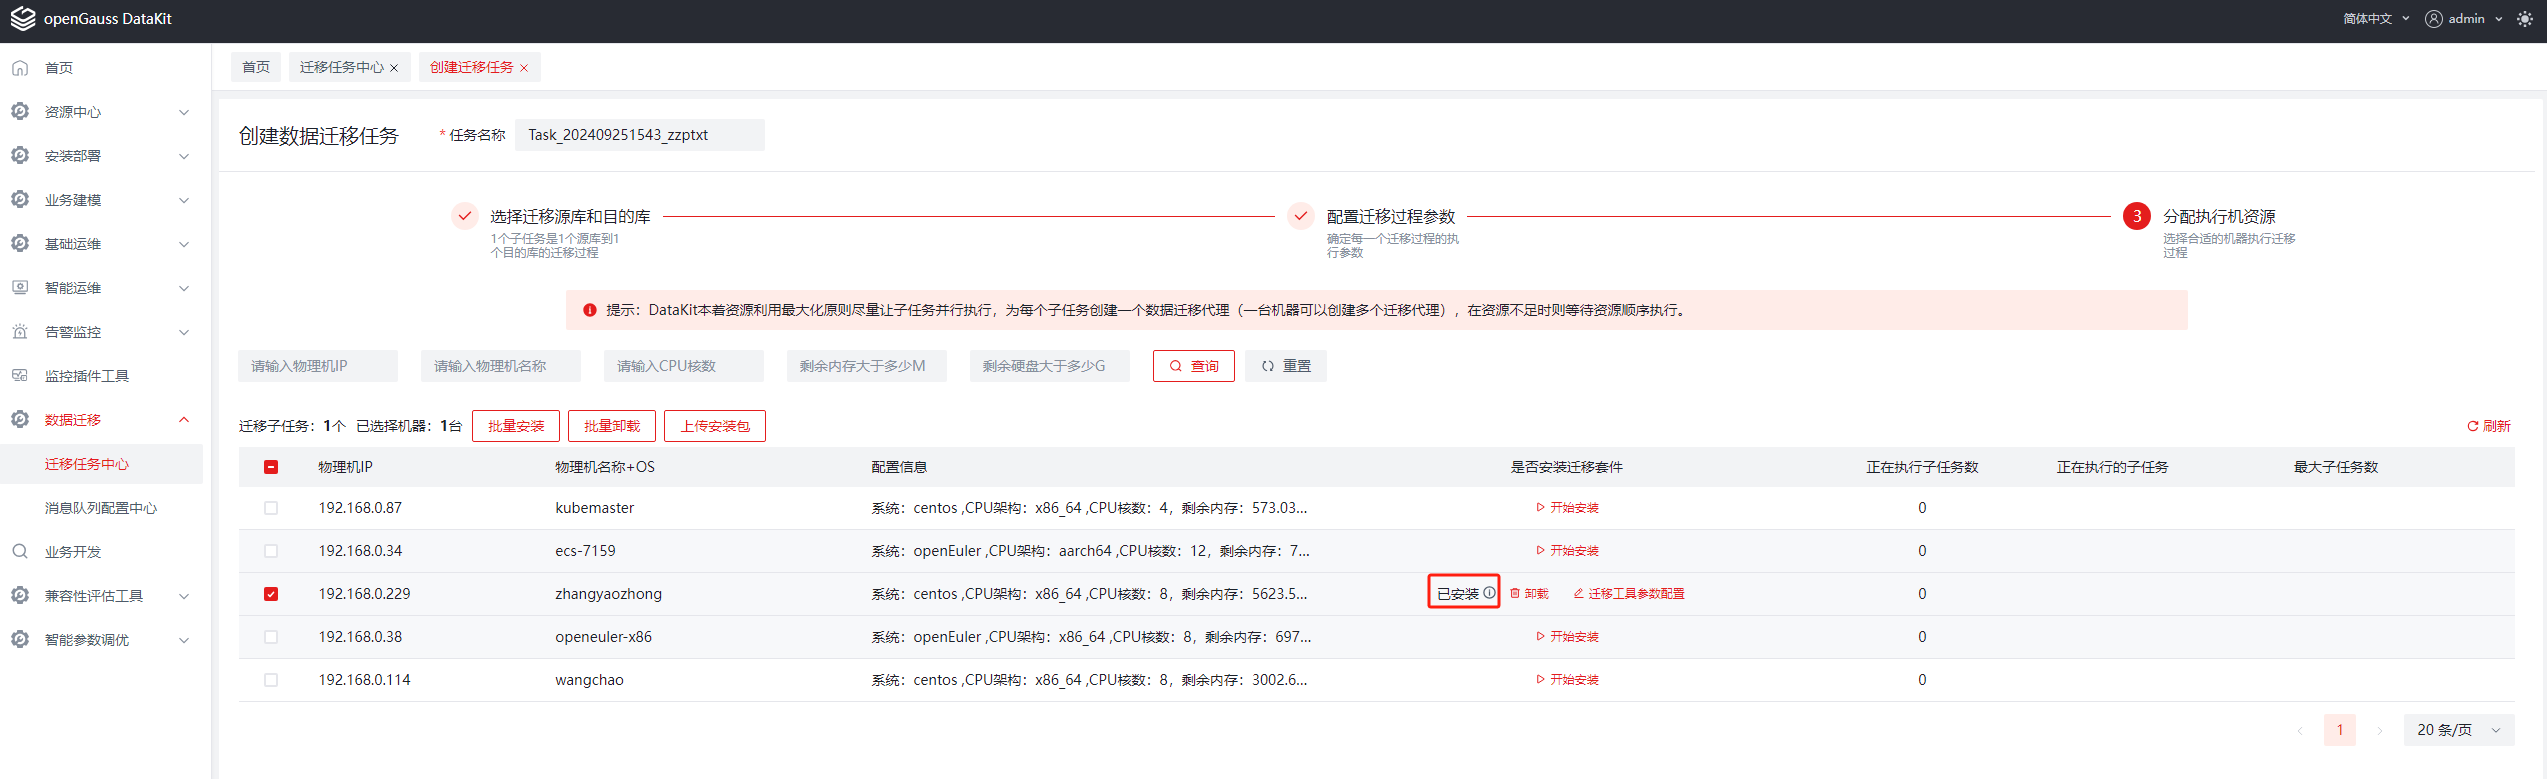 openGauss DataKit
简体中文
admin
首页
资源中心
安装部署
业务建模
基础运维
智能运维
告警监控
监控插件工具
数据迁移
迁移任务中心
消息队列配置中心
业务开发
兼容性评估工具
智能参数调优
首页
迁移任务中心
创建迁移任务
创建数据迁移任务
* 任务名称
Task_202409251543_zzptxt
选择迁移源库和目的库
1个子任务是1个源库到1
个目的库的迁移过程
配置迁移过程参数
确定每一个迁移过程的执
行参数
3
分配执行机资源
选择合适的机器执行迁移
过程
提示：DataKit本着资源利用最大化原则尽量让子任务并行执行，为每个子任务创建一个数据迁移代理（一台机器可以创建多个迁移代理），在资源不足时则等待资源顺序执行。
请输入物理机IP
请输入物理机名称
请输入CPU核数
剩余内存大于多少M
剩余硬盘大于多少G
查询
重置
迁移子任务：1个 已选择机器：1台
批量安装
批量卸载
上传安装包
刷新
物理机IP 物理机名称+OS 配置信息 是否安装迁移套件 正在执行子任务数 正在执行的子任务 最大子任务数
192.168.0.87 kubemaster 系统：centos ,CPU架构：x86_64 ,CPU核数：4，剩余内存：573.03... 开始安装 0
192.168.0.34 ecs-7159 系统：openEuler ,CPU架构：aarch64 ,CPU核数：12，剩余内存：7... 开始安装 0
192.168.0.229 zhangyaozhong 系统：centos ,CPU架构：x86_64 ,CPU核数：8，剩余内存：5623.5... 已安装 卸载 迁移工具参数配置 0
192.168.0.38 openeuler-x86 系统：openEuler ,CPU架构：x86_64 ,CPU核数：8，剩余内存：697... 开始安装 0
192.168.0.114 wangchao 系统：centos ,CPU架构：x86_64 ,CPU核数：8，剩余内存：3002.6... 开始安装 0
1
20 条/页